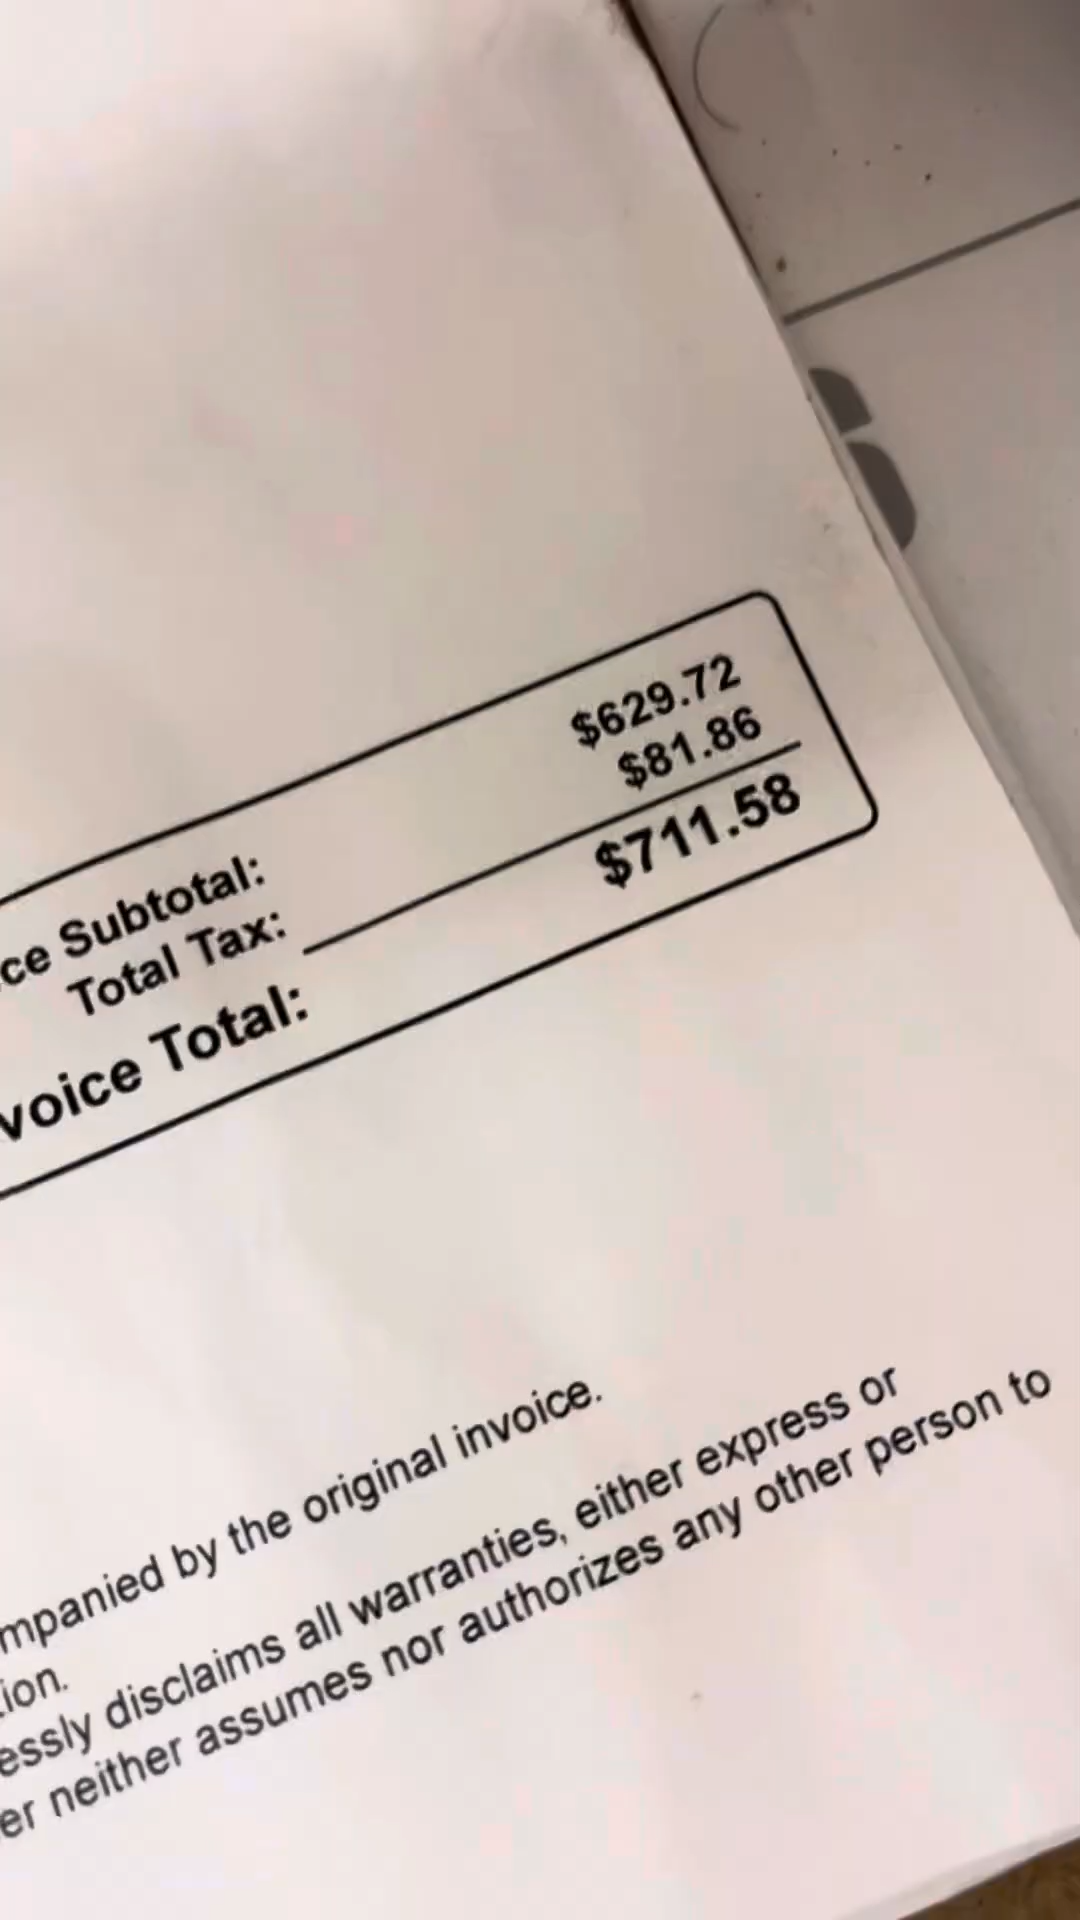 ce Subtotal: $629.72
Total Tax: $81.86
voice Total: $711.58
mpanied by the original invoice.
ion.
essly disclaims all warranties, either express or
er neither assumes nor authorizes any other person to